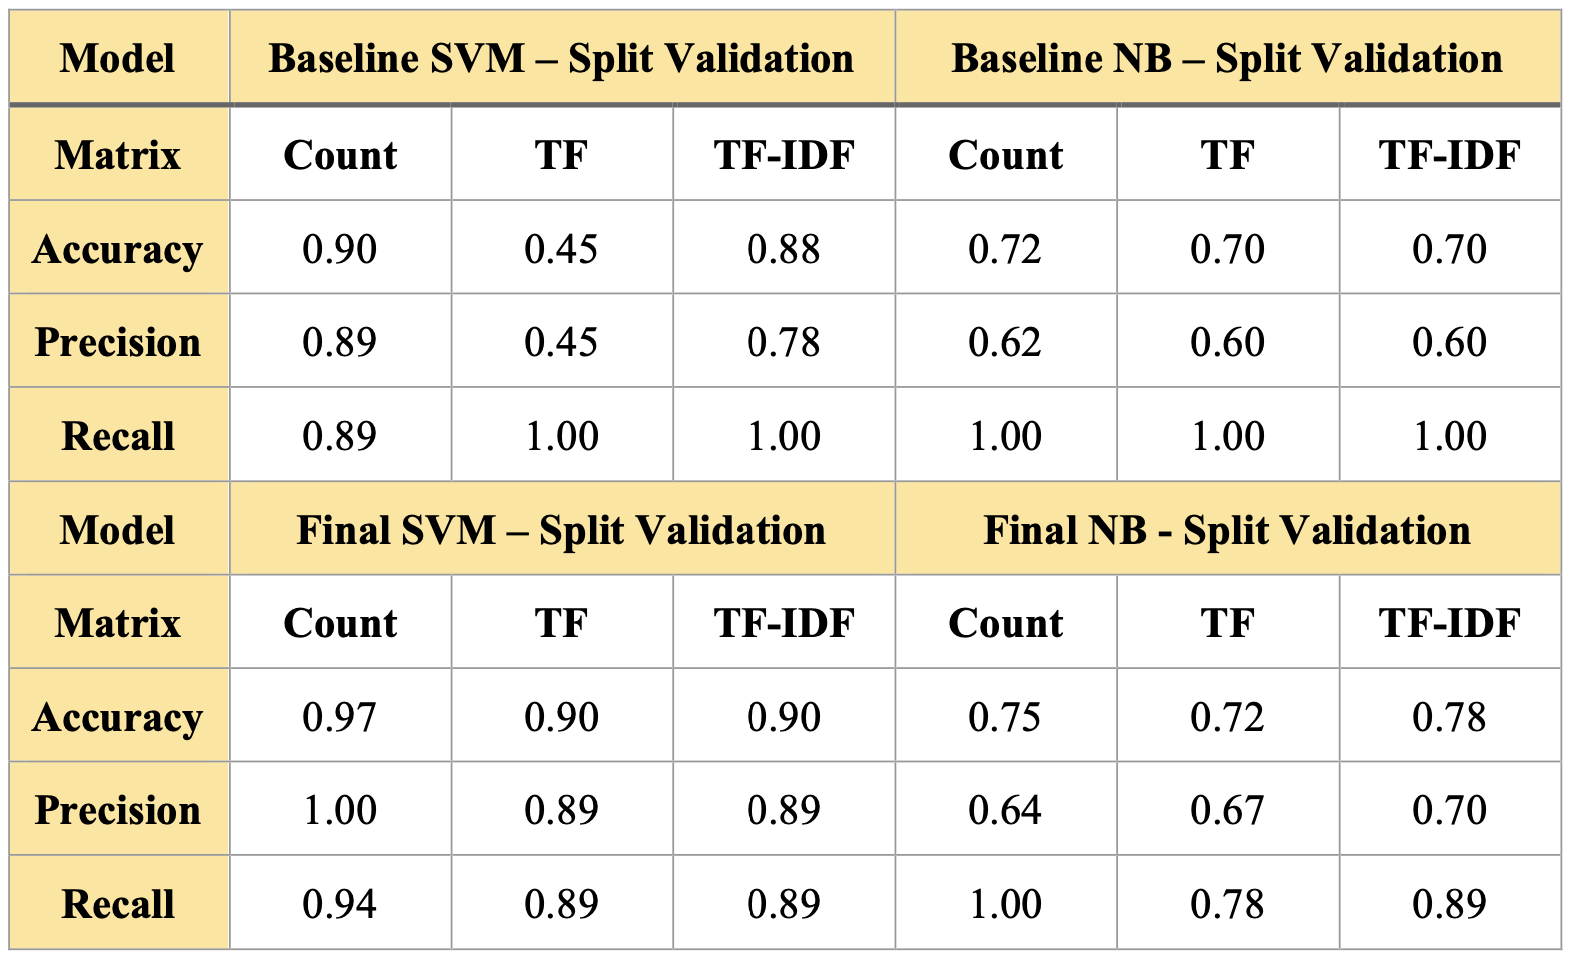 Model Baseline SVM – Split Validation Baseline NB – Split Validation
Matrix Count TF TF-IDF Count TF TF-IDF
Accuracy 0.90 0.45 0.88 0.72 0.70 0.70
Precision 0.89 0.45 0.78 0.62 0.60 0.60
Recall 0.89 1.00 1.00 1.00 1.00 1.00
Model Final SVM – Split Validation Final NB - Split Validation
Matrix Count TF TF-IDF Count TF TF-IDF
Accuracy 0.97 0.90 0.90 0.75 0.72 0.78
Precision 1.00 0.89 0.89 0.64 0.67 0.70
Recall 0.94 0.89 0.89 1.00 0.78 0.89